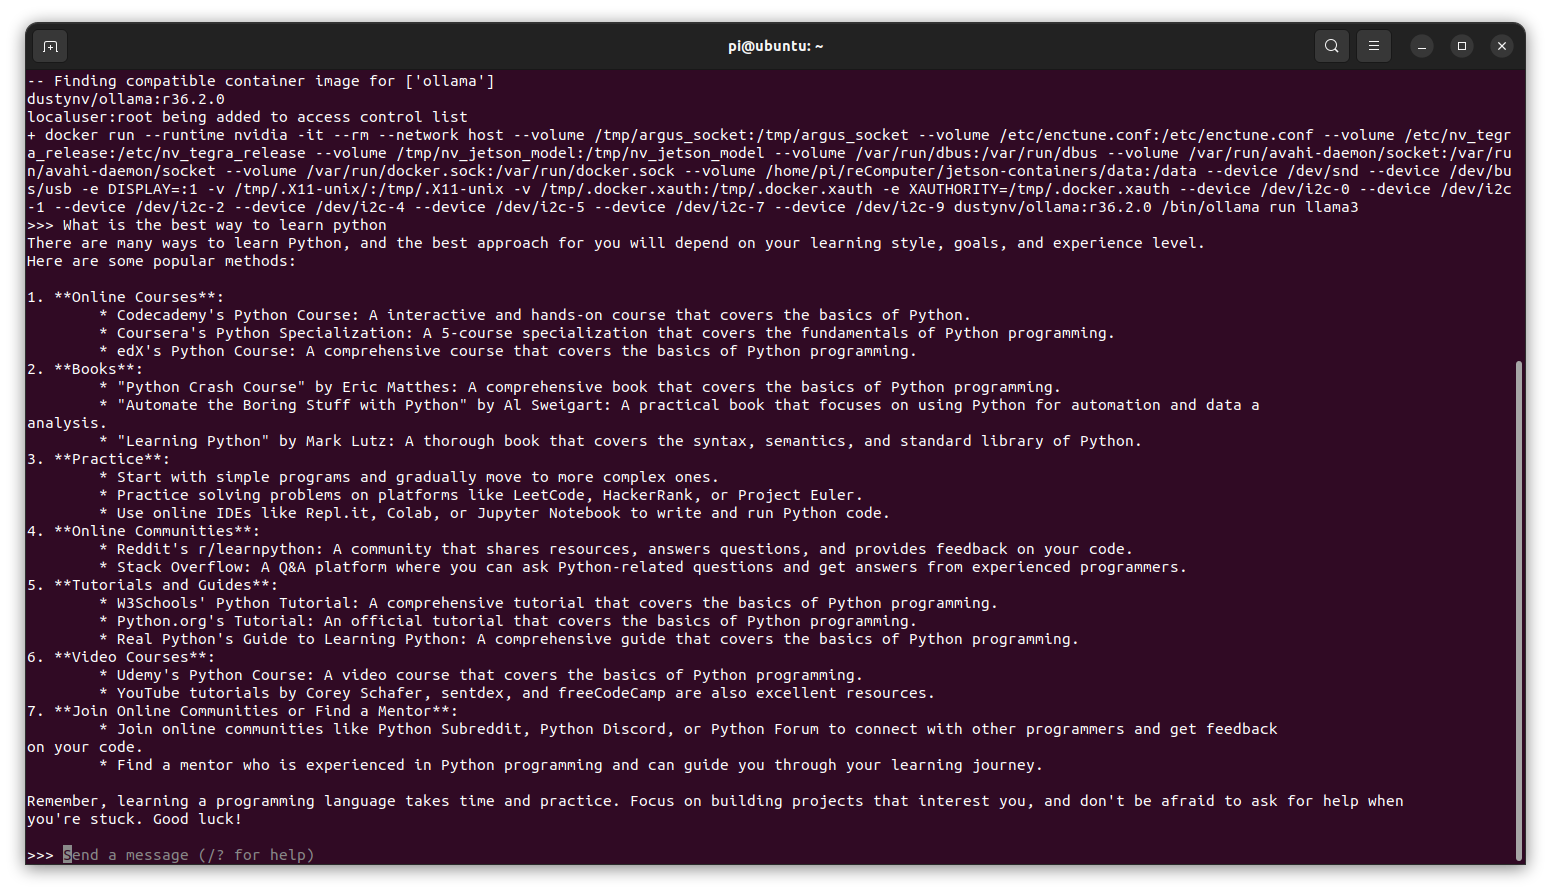 pi@ubuntu: ~
-- Finding compatible container image for ['ollama']
dustynv/ollama:r36.2.0
localuser:root being added to access control list
+ docker run --runtime nvidia -it --rm --network host --volume /tmp/argus_socket:/tmp/argus_socket --volume /etc/enctune.conf:/etc/enctune.conf --volume /etc/nv_tegr
a_release:/etc/nv_tegra_release --volume /tmp/nv_jetson_model:/tmp/nv_jetson_model --volume /var/run/dbus:/var/run/dbus --volume /var/run/avahi-daemon/socket:/var/ru
n/avahi-daemon/socket --volume /var/run/docker.sock:/var/run/docker.sock --volume /home/pi/reComputer/jetson-containers/data:/data --device /dev/snd --device /dev/bu
s/usb -e DISPLAY=:1 -v /tmp/.X11-unix/:/tmp/.X11-unix -v /tmp/.docker.xauth:/tmp/.docker.xauth -e XAUTHORITY=/tmp/.docker.xauth --device /dev/i2c-0 --device /dev/i2c
-1 --device /dev/i2c-2 --device /dev/i2c-4 --device /dev/i2c-5 --device /dev/i2c-7 --device /dev/i2c-9 dustynv/ollama:r36.2.0 /bin/ollama run llama3
>>> What is the best way to learn python
There are many ways to learn Python, and the best approach for you will depend on your learning style, goals, and experience level.
Here are some popular methods:
1. **Online Courses**:
* Codecademy's Python Course: A interactive and hands-on course that covers the basics of Python.
* Coursera's Python Specialization: A 5-course specialization that covers the fundamentals of Python programming.
* edX's Python Course: A comprehensive course that covers the basics of Python programming.
2. **Books**:
* "Python Crash Course" by Eric Matthes: A comprehensive book that covers the basics of Python programming.
* "Automate the Boring Stuff with Python" by Al Sweigart: A practical book that focuses on using Python for automation and data a
analysis.
* "Learning Python" by Mark Lutz: A thorough book that covers the syntax, semantics, and standard library of Python.
3. **Practice**:
* Start with simple programs and gradually move to more complex ones.
* Practice solving problems on platforms like LeetCode, HackerRank, or Project Euler.
* Use online IDEs like Repl.it, Colab, or Jupyter Notebook to write and run Python code.
4. **Online Communities**:
* Reddit's r/learnpython: A community that shares resources, answers questions, and provides feedback on your code.
* Stack Overflow: A Q&A platform where you can ask Python-related questions and get answers from experienced programmers.
5. **Tutorials and Guides**:
* W3Schools' Python Tutorial: A comprehensive tutorial that covers the basics of Python programming.
* Python.org's Tutorial: An official tutorial that covers the basics of Python programming.
* Real Python's Guide to Learning Python: A comprehensive guide that covers the basics of Python programming.
6. **Video Courses**:
* Udemy's Python Course: A video course that covers the basics of Python programming.
* YouTube tutorials by Corey Schafer, sentdex, and freeCodeCamp are also excellent resources.
7. **Join Online Communities or Find a Mentor**:
* Join online communities like Python Subreddit, Python Discord, or Python Forum to connect with other programmers and get feedback
on your code.
* Find a mentor who is experienced in Python programming and can guide you through your learning journey.
Remember, learning a programming language takes time and practice. Focus on building projects that interest you, and don't be afraid to ask for help when
you're stuck. Good luck!
>>> Send a message (/? for help)